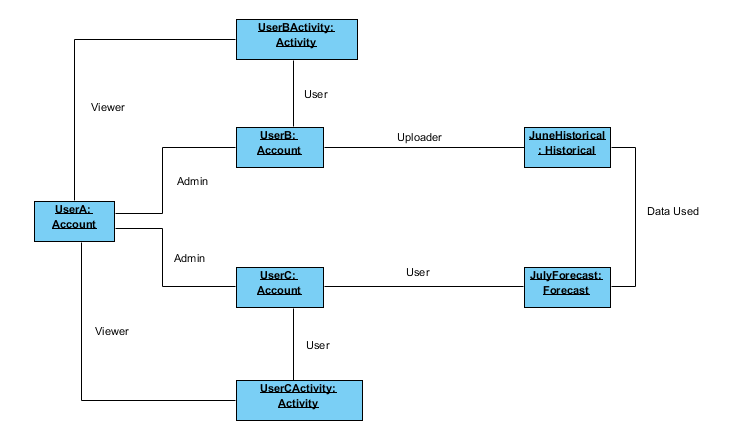 UserBActivity:
Activity
Viewer
User
UserB:
Account
Uploader
JuneHistorical
: Historical
Admin
UserA:
Account
Data Used
Admin
UserC:
Account
User
JulyForecast:
Forecast
Viewer
User
UserCActivity:
Activity